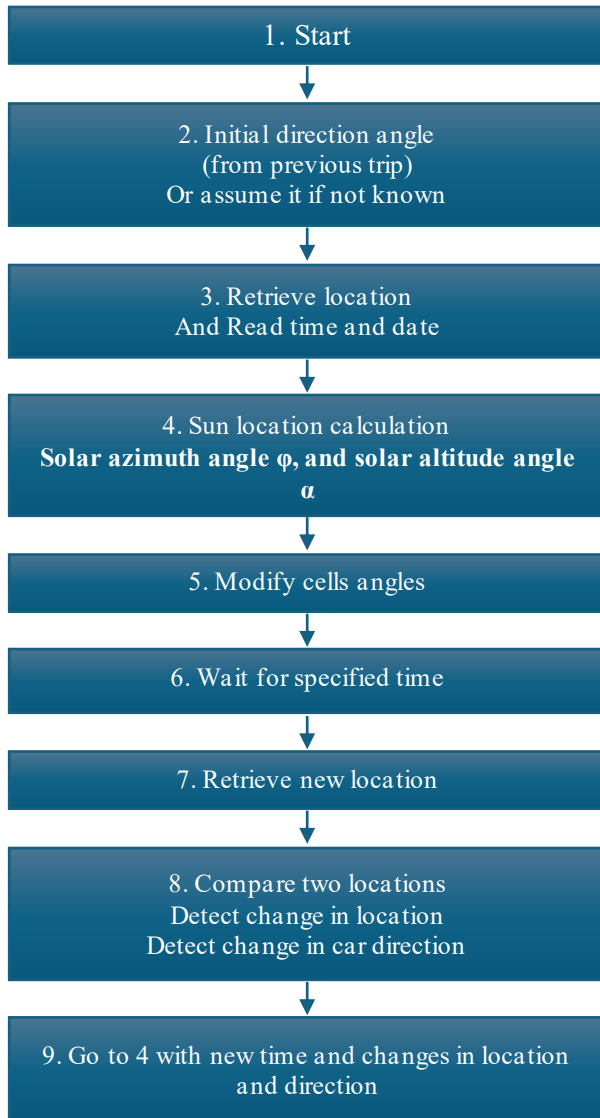 1. Start
2. Initial direction angle
(from previous trip)
Or assume it if not known
3. Retrieve location
And Read time and date
4. Sun location calculation
Solar azimuth angle φ, and solar altitude angle
α
5. Modify cells angles
6. Wait for specified time
7. Retrieve new location
8. Compare two locations
Detect change in location
Detect change in car direction
9. Go to 4 with new time and changes in location
and direction